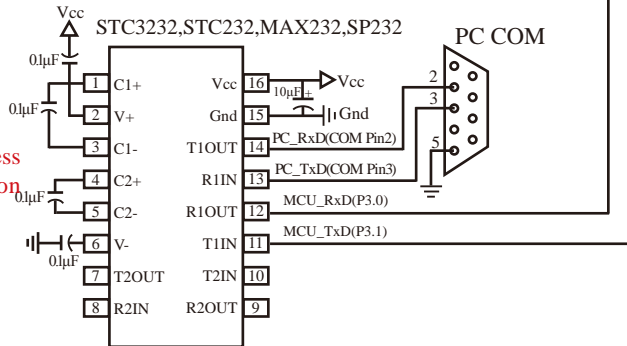 Vcc
STC3232,STC232,MAX232,SP232
PC COM
0.1μF
1 C1+ Vcc 16 Vcc
10μF +
0.1μF
2 V+ Gnd 15 Gnd
2
3
5
PC_RxD(COM Pin2)
3 C1- T1OUT 14
ess
PC_TxD(COM Pin3)
4 C2+ R1IN 13
on
0.1μF
MCU_RxD(P3.0)
5 C2- R1OUT 12
MCU_TxD(P3.1)
6 V- T1IN 11
0.1μF
7 T2OUT T2IN 10
8 R2IN R2OUT 9